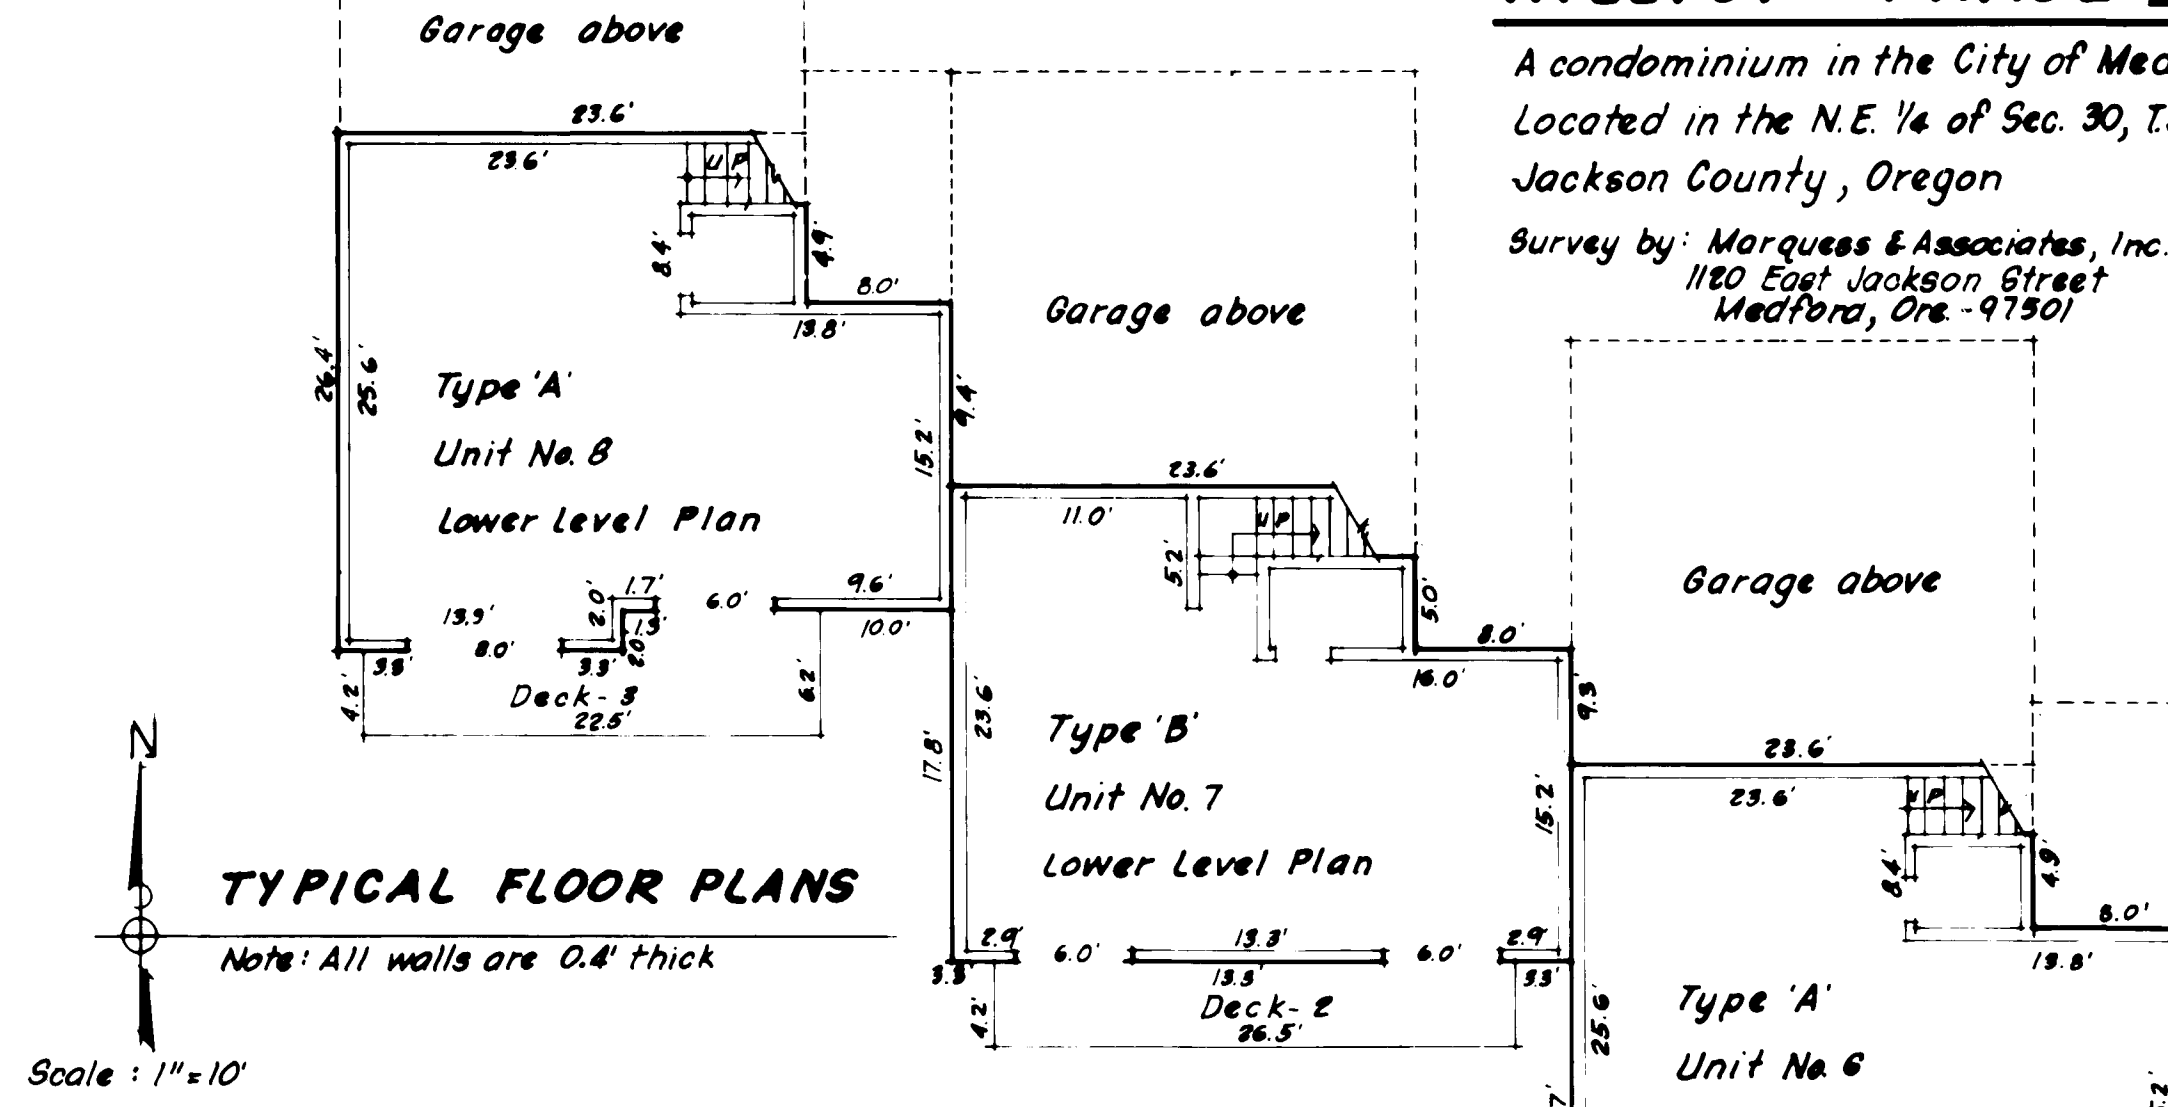 Garage above
A condominium in the City of
Located in the N.E. 1/4 of Sec. 30,
Jackson County, Oregon
Survey by: Marquess & Associates, Inc.
1120 East Jackson Street
Medford, Ore. - 97501
23.6'
23.6'
UP
8.4'
4.9'
8.0'
13.8'
26.4'
25.6'
Type 'A'
Unit No. 8
Lower Level Plan
15.2'
9.4'
13.9'
2.0'
1.7'
6.0'
9.6'
3.3'
8.0'
3.3'
2.0'
1.3'
10.0'
4.2'
Deck-3
22.5'
6.2'
Garage above
23.6'
11.0'
UP
5.2'
5.0'
8.0'
16.0'
23.6'
17.8'
Type 'B'
Unit No. 7
Lower Level Plan
15.2'
9.3'
2.9'
6.0'
13.3'
6.0'
2.9'
3.3'
13.3'
3.3'
4.2'
Deck-2
26.5'
Garage above
23.6'
23.6'
UP
8.4'
4.9'
8.0'
13.8'
25.6'
Type 'A'
Unit No. 6
N
TYPICAL FLOOR PLANS
Note: All walls are 0.4' thick
Scale : 1"=10'